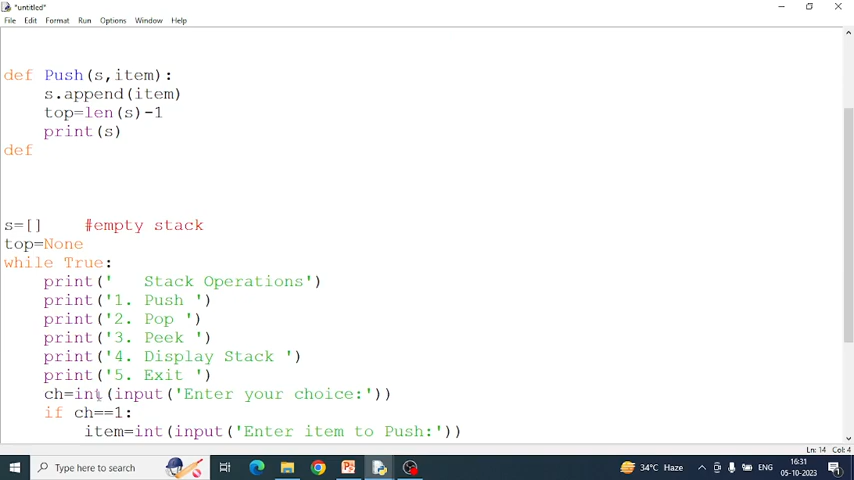 *untitled*
File Edit Format Run Options Window Help
def Push(s,item):
    s.append(item)
    top=len(s)-1
    print(s)
def
s=[]    #empty stack
top=None
while True:
    print('   Stack Operations')
    print('1. Push ')
    print('2. Pop ')
    print('3. Peek ')
    print('4. Display Stack ')
    print('5. Exit ')
    ch=int(input('Enter your choice:'))
    if ch==1:
        item=int(input('Enter item to Push:'))
Ln: 14 Col: 4
Type here to search
34°C Haze
ENG
16:31
05-10-2023
1